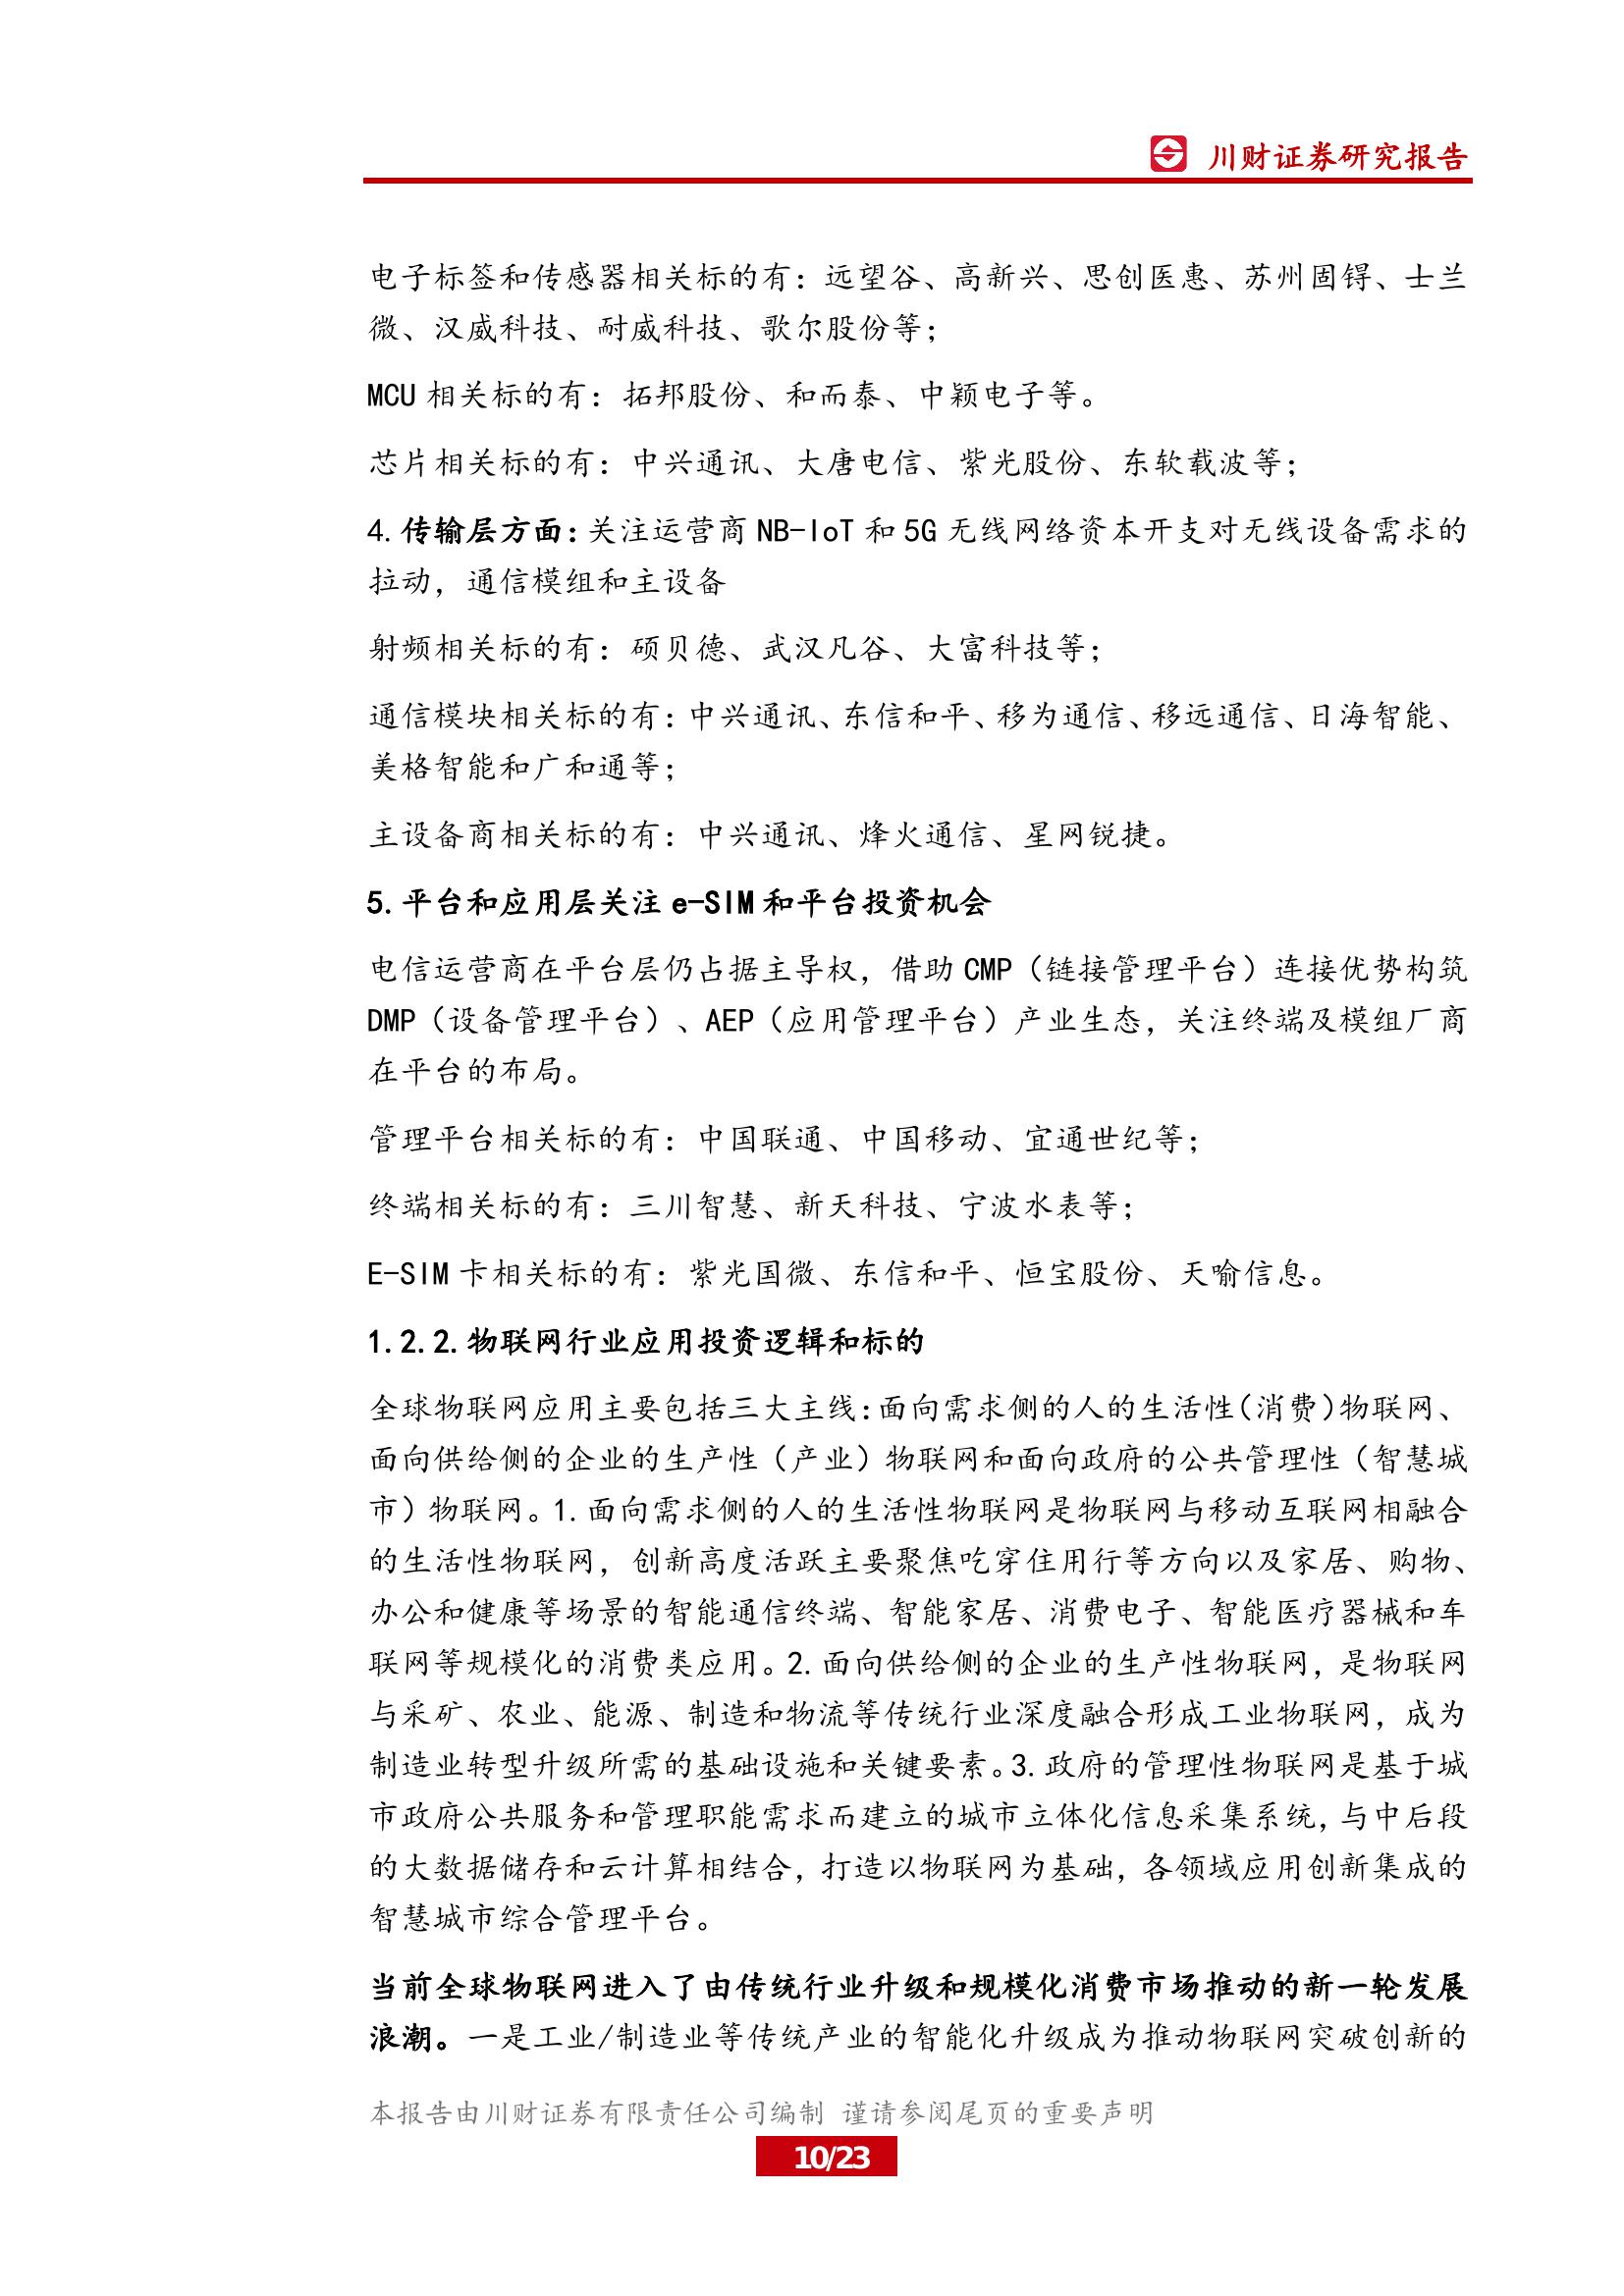 川财证券研究报告
电子标签和传感器相关标的有：远望谷、高新兴、思创医惠、苏州固锝、士兰
微、汉威科技、耐威科技、歌尔股份等；
MCU 相关标的有：拓邦股份、和而泰、中颖电子等。
芯片相关标的有：中兴通讯、大唐电信、紫光股份、东软载波等；
4.传输层方面：关注运营商 NB-IoT 和 5G 无线网络资本开支对无线设备需求的
拉动，通信模组和主设备
射频相关标的有：硕贝德、武汉凡谷、大富科技等；
通信模块相关标的有：中兴通讯、东信和平、移为通信、移远通信、日海智能、
美格智能和广和通等；
主设备商相关标的有：中兴通讯、烽火通信、星网锐捷。
5.平台和应用层关注 e-SIM 和平台投资机会
电信运营商在平台层仍占据主导权，借助 CMP（链接管理平台）连接优势构筑
DMP（设备管理平台）、AEP（应用管理平台）产业生态，关注终端及模组厂商
在平台的布局。
管理平台相关标的有：中国联通、中国移动、宜通世纪等；
终端相关标的有：三川智慧、新天科技、宁波水表等；
E-SIM 卡相关标的有：紫光国微、东信和平、恒宝股份、天喻信息。
1.2.2.物联网行业应用投资逻辑和标的
全球物联网应用主要包括三大主线：面向需求侧的人的生活性（消费）物联网、
面向供给侧的企业的生产性（产业）物联网和面向政府的公共管理性（智慧城
市）物联网。1.面向需求侧的人的生活性物联网是物联网与移动互联网相融合
的生活性物联网，创新高度活跃主要聚焦吃穿住用行等方向以及家居、购物、
办公和健康等场景的智能通信终端、智能家居、消费电子、智能医疗器械和车
联网等规模化的消费类应用。2.面向供给侧的企业的生产性物联网，是物联网
与采矿、农业、能源、制造和物流等传统行业深度融合形成工业物联网，成为
制造业转型升级所需的基础设施和关键要素。3.政府的管理性物联网是基于城
市政府公共服务和管理职能需求而建立的城市立体化信息采集系统，与中后段
的大数据储存和云计算相结合，打造以物联网为基础，各领域应用创新集成的
智慧城市综合管理平台。
当前全球物联网进入了由传统行业升级和规模化消费市场推动的新一轮发展
浪潮。一是工业/制造业等传统产业的智能化升级成为推动物联网突破创新的
本报告由川财证券有限责任公司编制 谨请参阅尾页的重要声明
10/23